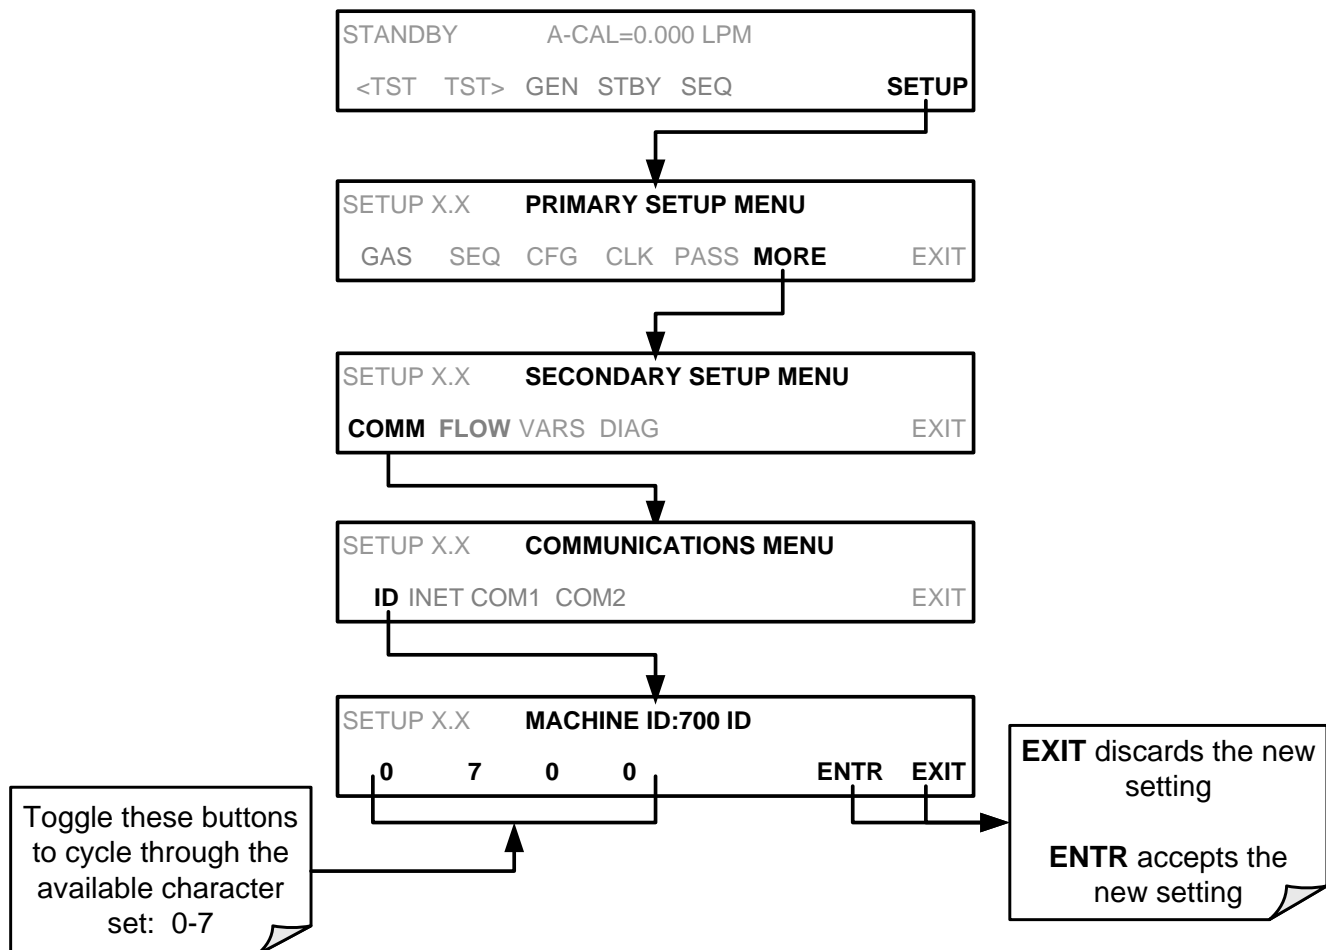 STANDBY A-CAL=0.000 LPM
<TST TST> GEN STBY SEQ SETUP
SETUP X.X PRIMARY SETUP MENU
GAS SEQ CFG CLK PASS MORE EXIT
SETUP X.X SECONDARY SETUP MENU
COMM FLOW VARS DIAG EXIT
SETUP X.X COMMUNICATIONS MENU
ID INET COM1 COM2 EXIT
SETUP X.X MACHINE ID:700 ID
0 7 0 0 ENTR EXIT
Toggle these buttons
to cycle through the
available character
set: 0-7
EXIT discards the new
setting
ENTR accepts the
new setting